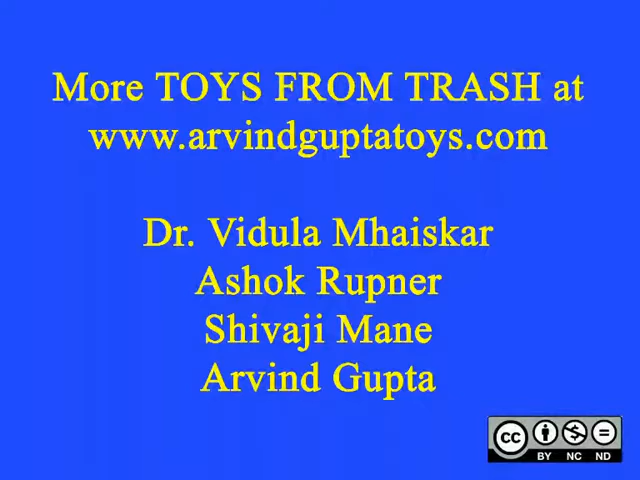 More TOYS FROM TRASH at
www.arvindguptatoys.com
Dr. Vidula Mhaiskar
Ashok Rupner
Shivaji Mane
Arvind Gupta
cc
BY NC ND